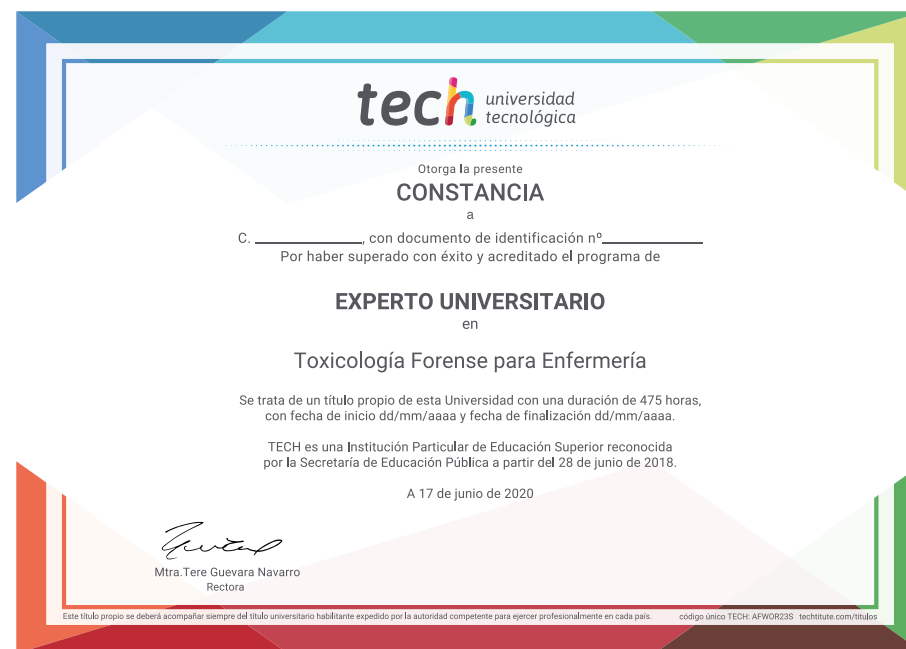 tech universidad
tecnológica
Otorga la presente
CONSTANCIA
a
C. ____________, con documento de identificación nº____________
Por haber superado con éxito y acreditado el programa de
EXPERTO UNIVERSITARIO
en
Toxicología Forense para Enfermería
Se trata de un título propio de esta Universidad con una duración de 475 horas,
con fecha de inicio dd/mm/aaaa y fecha de finalización dd/mm/aaaa.
TECH es una Institución Particular de Educación Superior reconocida
por la Secretaría de Educación Pública a partir del 28 de junio de 2018.
A 17 de junio de 2020
Mtra.Tere Guevara Navarro
Rectora
Este título propio se deberá acompañar siempre del título universitario habilitante expedido por la autoridad competente para ejercer profesionalmente en cada país. código único TECH: AFWOR23S techtitute.com/titulos